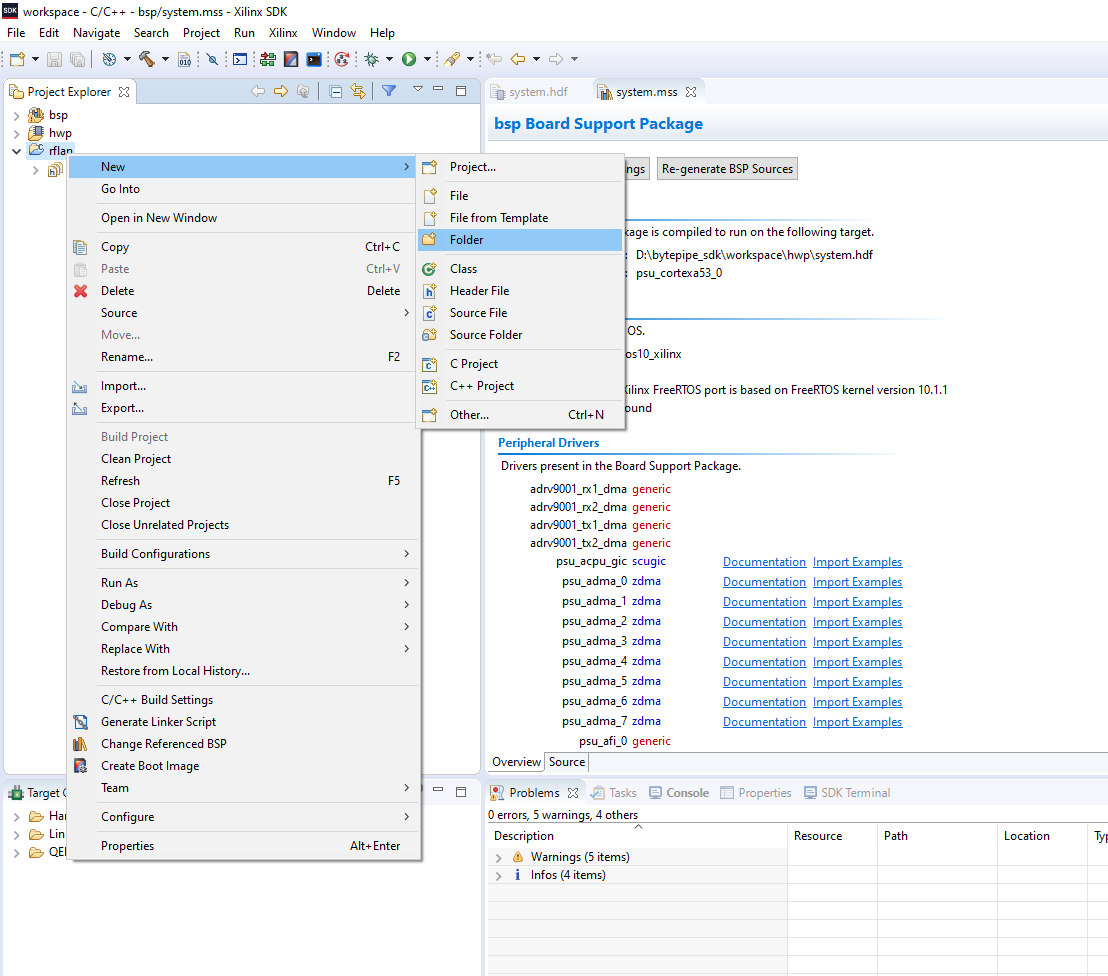 workspace - C/C++ - bsp/system.mss - Xilinx SDK
File Edit Navigate Search Project Run Xilinx Window Help
Project Explorer
bsp
hwp
rflan
New
Go Into
Open in New Window
Copy Ctrl+C
Paste Ctrl+V
Delete Delete
Source
Move...
Rename... F2
Import...
Export...
Build Project
Clean Project
Refresh F5
Close Project
Close Unrelated Projects
Build Configurations
Run As
Debug As
Compare With
Replace With
Restore from Local History...
C/C++ Build Settings
Generate Linker Script
Change Referenced BSP
Create Boot Image
Team
Configure
Properties Alt+Enter
Project...
File
File from Template
Folder
Class
Header File
Source File
Source Folder
C Project
C++ Project
Other... Ctrl+N
system.hdf system.mss
bsp Board Support Package
ngs Re-generate BSP Sources
kage is compiled to run on the following target.
: D:\bytepipe_sdk\workspace\hwp\system.hdf
: psu_cortexa53_0
OS.
os10_xilinx
Xilinx FreeRTOS port is based on FreeRTOS kernel version 10.1.1
ound
Peripheral Drivers
Drivers present in the Board Support Package.
adrv9001_rx1_dma generic
adrv9001_rx2_dma generic
adrv9001_tx1_dma generic
adrv9001_tx2_dma generic
psu_acpu_gic scugic Documentation Import Examples
psu_adma_0 zdma Documentation Import Examples
psu_adma_1 zdma Documentation Import Examples
psu_adma_2 zdma Documentation Import Examples
psu_adma_3 zdma Documentation Import Examples
psu_adma_4 zdma Documentation Import Examples
psu_adma_5 zdma Documentation Import Examples
psu_adma_6 zdma Documentation Import Examples
psu_adma_7 zdma Documentation Import Examples
psu_afi_0 generic
Overview Source
Target C
Har
Lin
QEI
Problems Tasks Console Properties SDK Terminal
0 errors, 5 warnings, 4 others
Description Resource Path Location Typ
Warnings (5 items)
Infos (4 items)